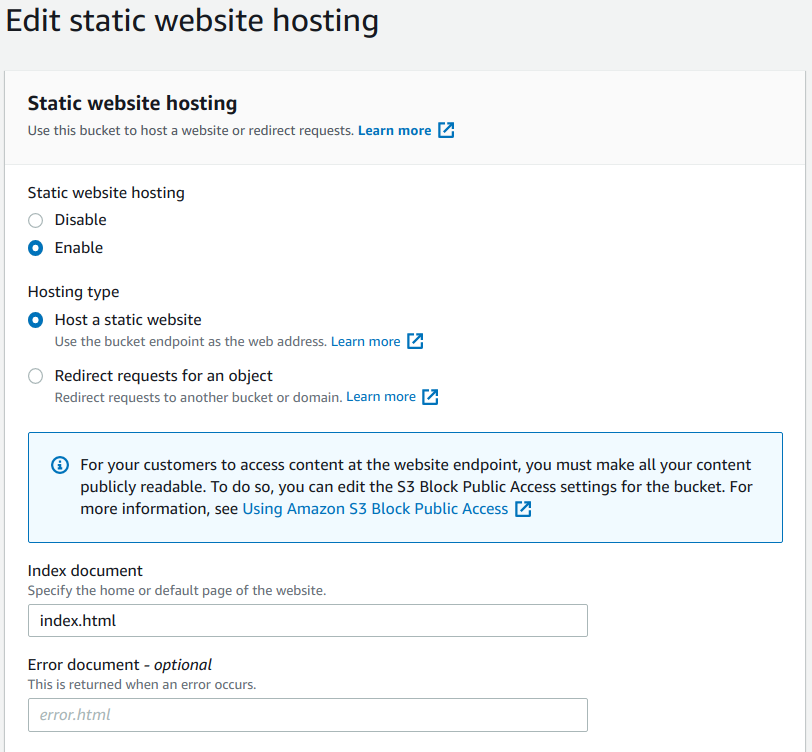 Edit static website hosting
Static website hosting
Use this bucket to host a website or redirect requests. Learn more
Static website hosting
Disable
Enable
Hosting type
Host a static website
Use the bucket endpoint as the web address. Learn more
Redirect requests for an object
Redirect requests to another bucket or domain. Learn more
For your customers to access content at the website endpoint, you must make all your content
publicly readable. To do so, you can edit the S3 Block Public Access settings for the bucket. For
more information, see Using Amazon S3 Block Public Access
Index document
Specify the home or default page of the website.
index.html
Error document - optional
This is returned when an error occurs.
error.html